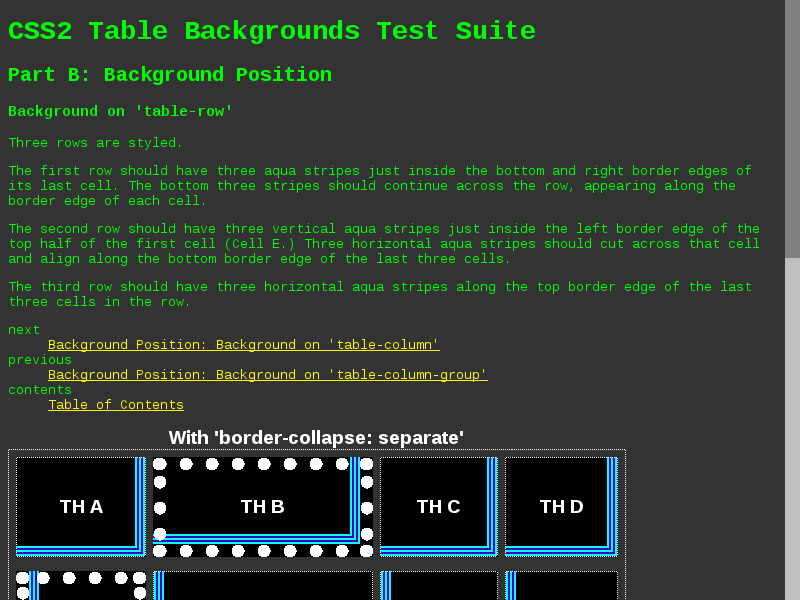 CSS2 Table Backgrounds Test Suite
Part B: Background Position
Background on 'table-row'
Three rows are styled.
The first row should have three aqua stripes just inside the bottom and right border edges of
its last cell. The bottom three stripes should continue across the row, appearing along the
border edge of each cell.
The second row should have three vertical aqua stripes just inside the left border edge of the
top half of the first cell (Cell E.) Three horizontal aqua stripes should cut across that cell
and align along the bottom border edge of the last three cells.
The third row should have three horizontal aqua stripes along the top border edge of the last
three cells in the row.
next
Background Position: Background on 'table-column'
previous
Background Position: Background on 'table-column-group'
contents
Table of Contents
With 'border-collapse: separate'
TH A TH B TH C TH D